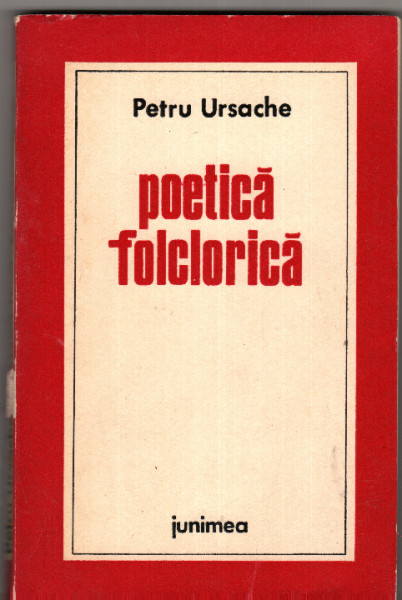 Petru Ursache
poetică
folclorică
junimea